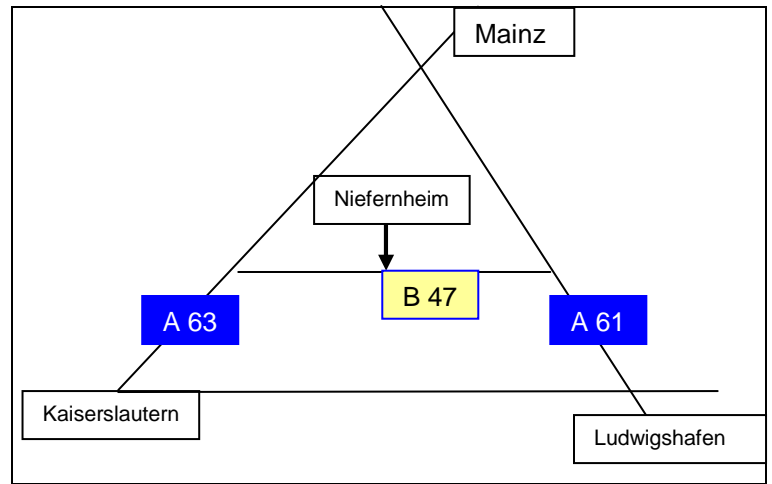 Mainz
Niefernheim
B 47
A 63
A 61
Kaiserslautern
Ludwigshafen